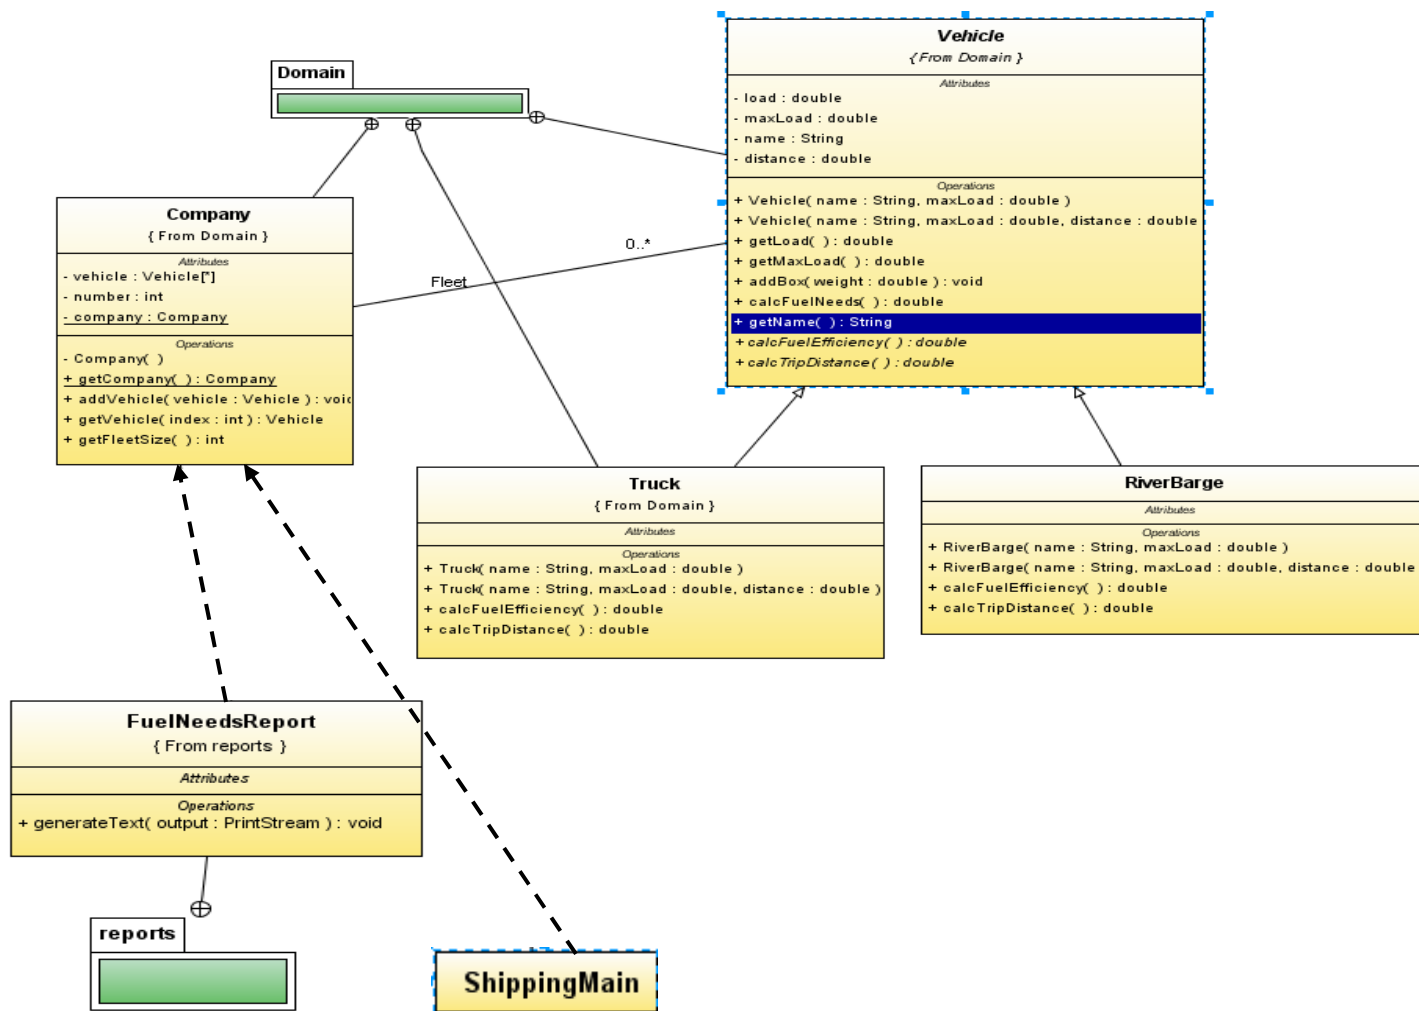 Domain
Vehicle
{ From Domain }
Attributes
- load : double
- maxLoad : double
- name : String
- distance : double
Operations
+ Vehicle( name : String, maxLoad : double )
+ Vehicle( name : String, maxLoad : double, distance : double
+ getLoad( ) : double
+ getMaxLoad( ) : double
+ addBox( weight : double ) : void
+ calcFuelNeeds( ) : double
+ getName( ) : String
+ calcFuelEfficiency( ) : double
+ calcTripDistance( ) : double
Company
{ From Domain }
Attributes
- vehicle : Vehicle[*]
- number : int
- company : Company
Operations
- Company( )
+ getCompany( ) : Company
+ addVehicle( vehicle : Vehicle ) : void
+ getVehicle( index : int ) : Vehicle
+ getFleetSize( ) : int
0..*
Fleet
Truck
{ From Domain }
Attributes
Operations
+ Truck( name : String, maxLoad : double )
+ Truck( name : String, maxLoad : double, distance : double )
+ calcFuelEfficiency( ) : double
+ calcTripDistance( ) : double
RiverBarge
Attributes
Operations
+ RiverBarge( name : String, maxLoad : double )
+ RiverBarge( name : String, maxLoad : double, distance : double
+ calcFuelEfficiency( ) : double
+ calcTripDistance( ) : double
FuelNeedsReport
{ From reports }
Attributes
Operations
+ generateText( output : PrintStream ) : void
reports
ShippingMain